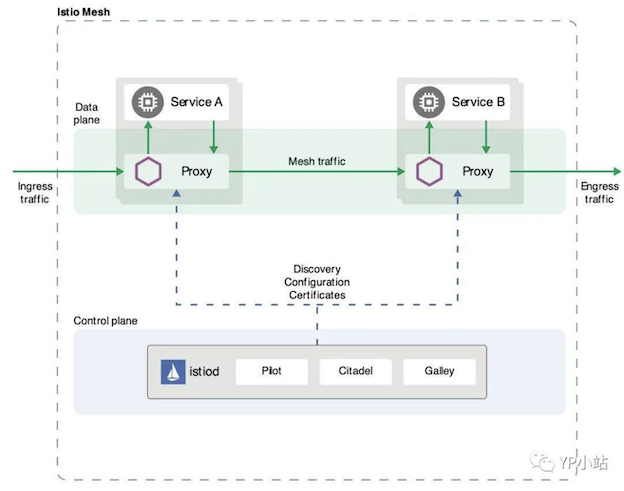 Istio Mesh
Data
plane
Service A
Service B
Proxy
Mesh traffic
Proxy
Ingress
traffic
Engress
traffic
Discovery
Configuration
Certificates
Control plane
istiod
Pilot
Citadel
Galley
YP小站